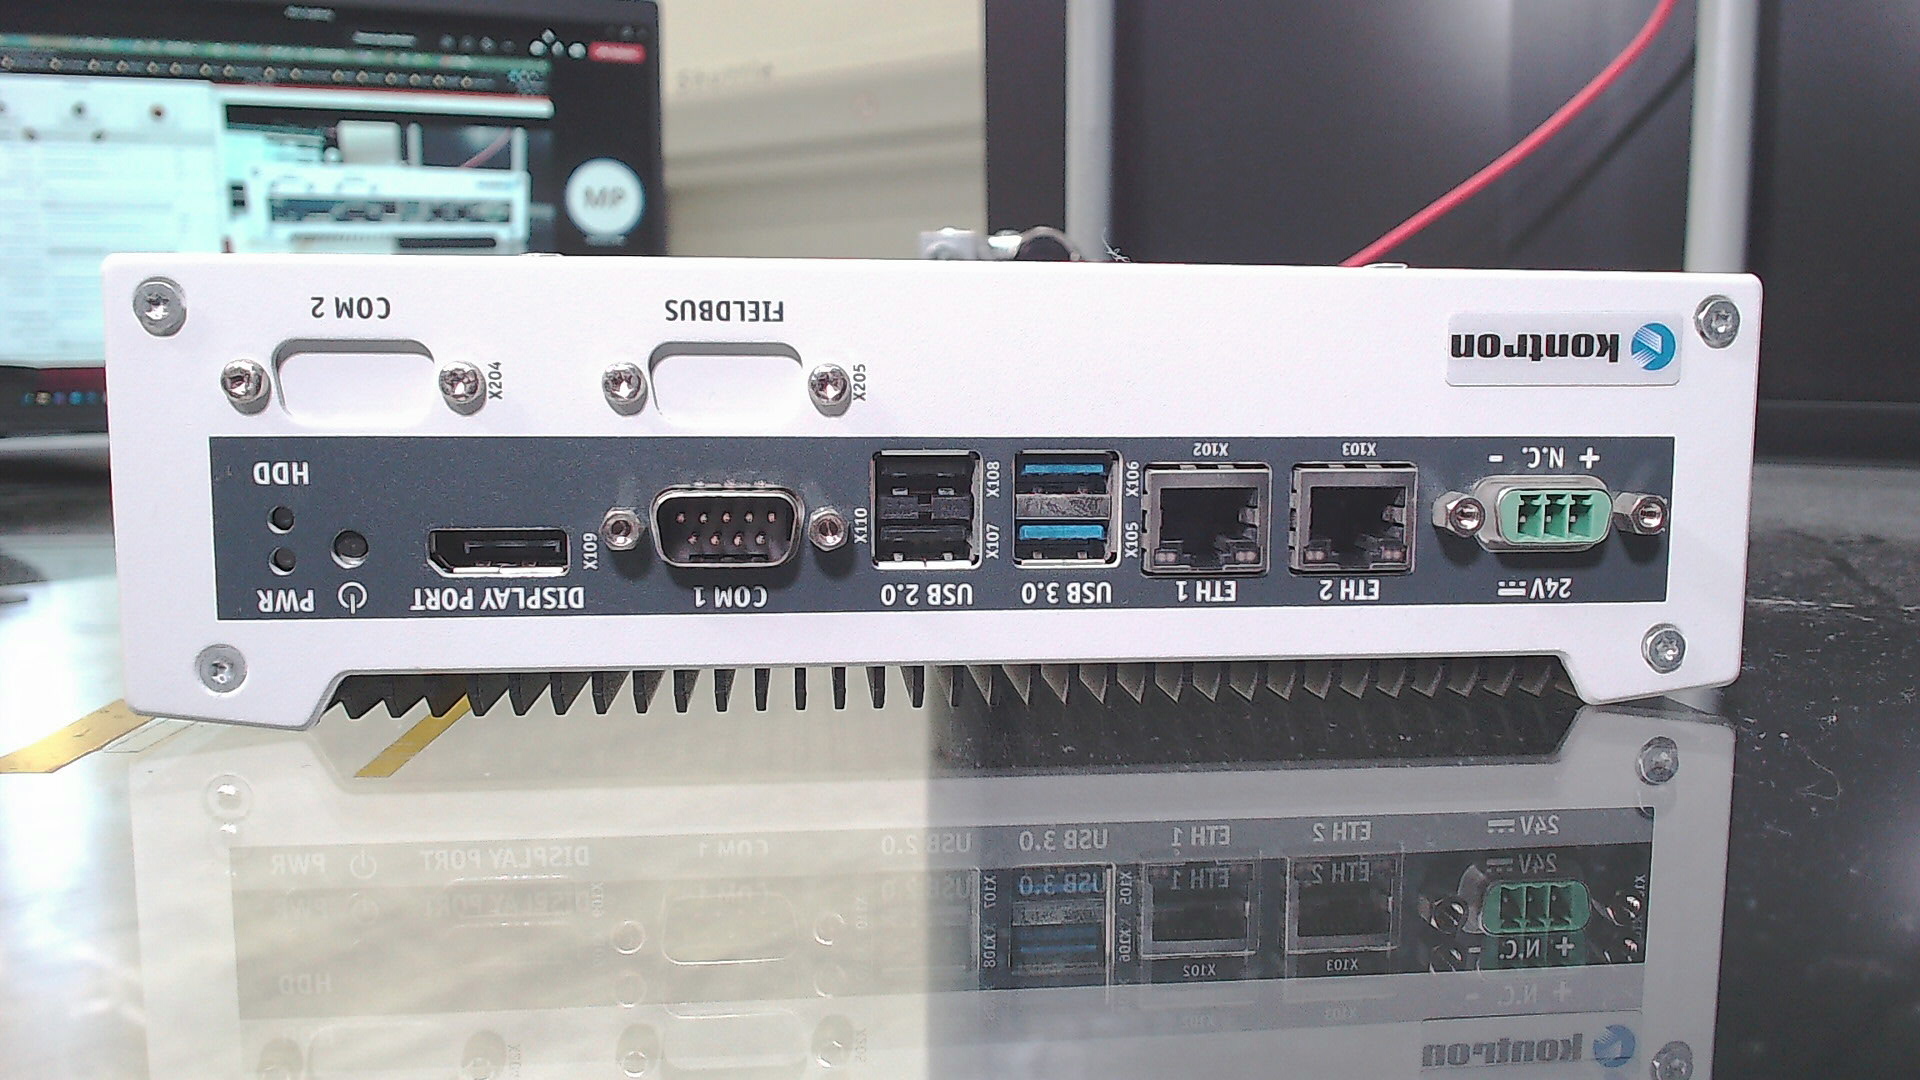 24V
ETH 2
ETH 1
USB 3.0
USB 2.0
COM 1
DISPLAY PORT
PWR
X105
X107
X110
X109
X106
X108
+ N.C. -
X103
X102
HDD
kontron
X205
X204
FIELDBUS
COM 2
MP